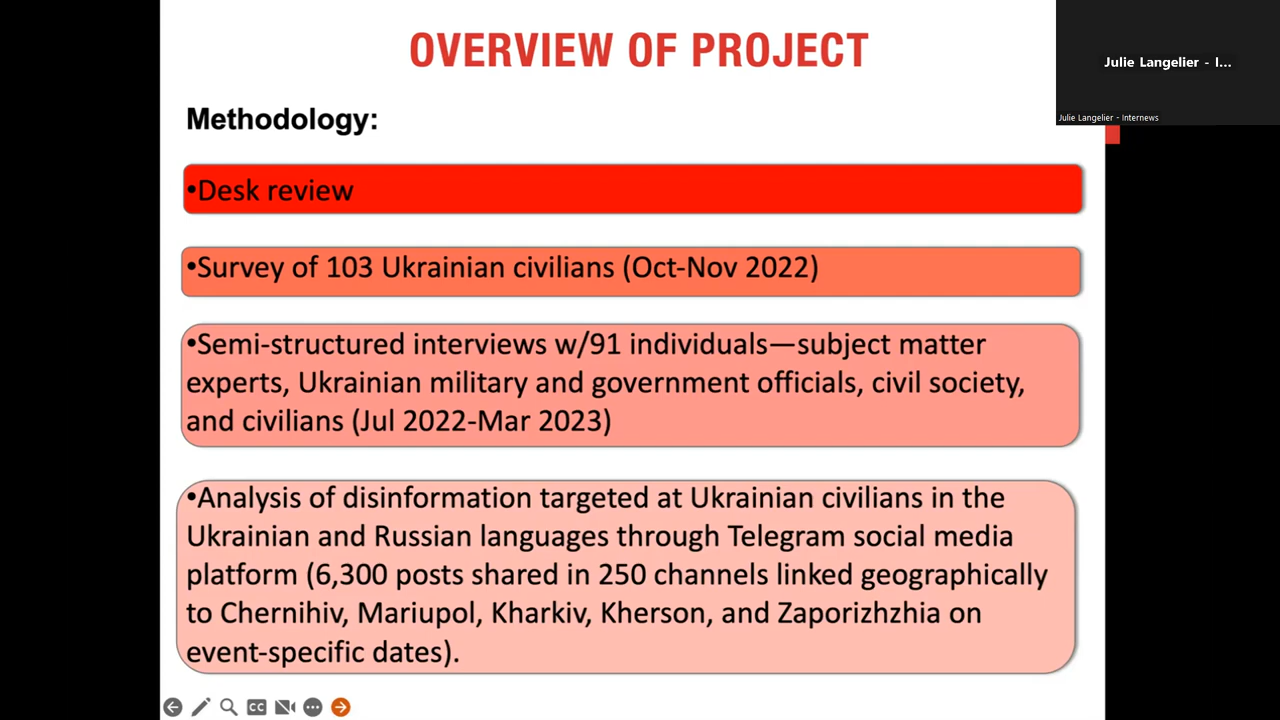 OVERVIEW OF PROJECT
Julie Langelier - I...
Julie Langelier - Internews
Methodology:
•Desk review
•Survey of 103 Ukrainian civilians (Oct-Nov 2022)
•Semi-structured interviews w/91 individuals—subject matter
experts, Ukrainian military and government officials, civil society,
and civilians (Jul 2022-Mar 2023)
•Analysis of disinformation targeted at Ukrainian civilians in the
Ukrainian and Russian languages through Telegram social media
platform (6,300 posts shared in 250 channels linked geographically
to Chernihiv, Mariupol, Kharkiv, Kherson, and Zaporizhzhia on
event-specific dates).
CC